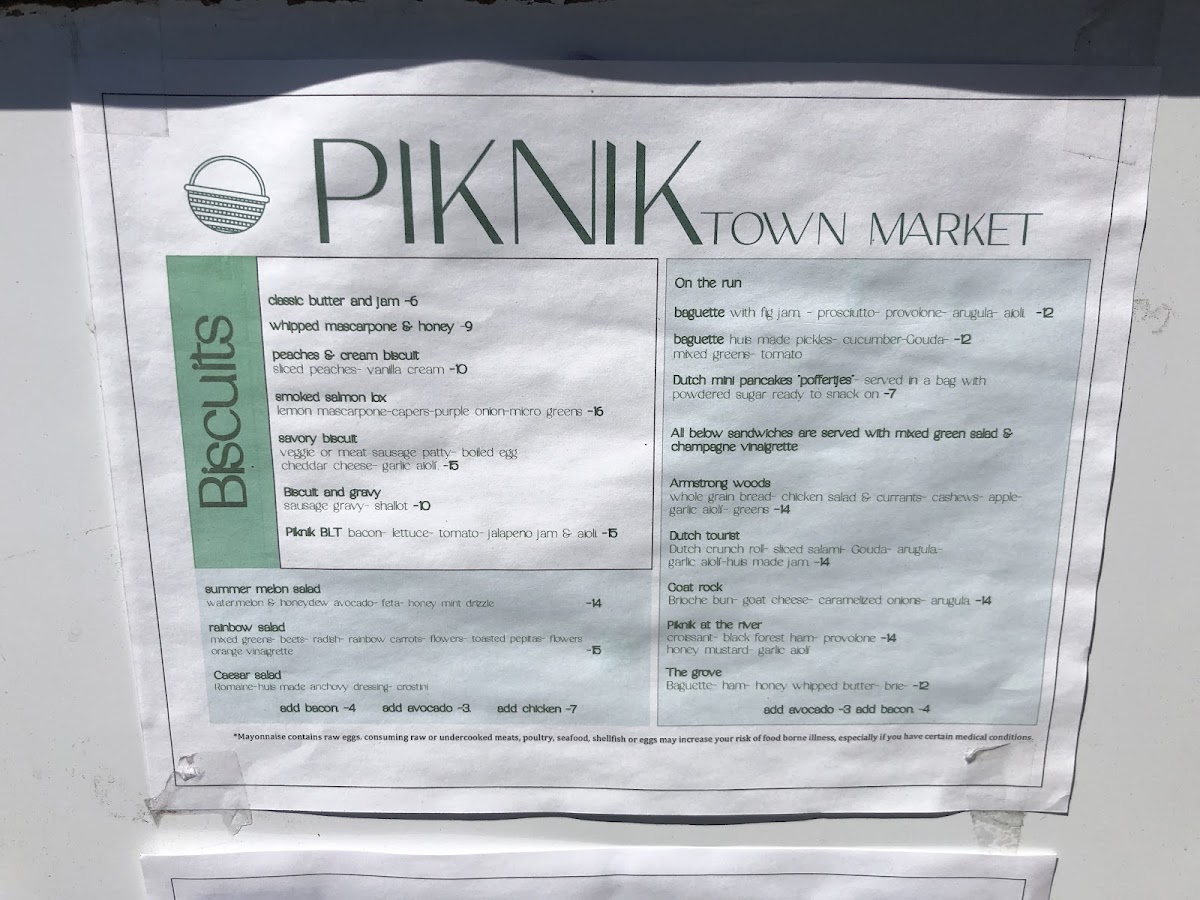 PIKNIK TOWN MARKET
Biscuits
classic butter and jam -6
whipped mascarpone & honey -9
peaches & cream biscuit
sliced peaches- vanilla cream -10
smoked salmon lox
lemon mascarpone-capers-purple onion-micro greens -16
savory biscuit
veggie or meat sausage patty- boiled egg
cheddar cheese- garlic aioli. -15
Biscuit and gravy
sausage gravy- shallot -10
Piknik BLT bacon- lettuce- tomato- jalapeno jam & aioli. -15
summer melon salad
watermelon & honeydew avocado- feta- honey mint drizzle -14
rainbow salad
mixed greens- beets- radish- rainbow carrots- flowers- toasted pepitas- flowers
orange vinaigrette -15
Caesar salad
Romaine-huis made anchovy dressing- crostini
add bacon -4 add avocado -3. add chicken -7
On the run
baguette with fig jam. - prosciutto- provolone- arugula- aioli. -12
baguette huis made pickles- cucumber-Gouda- -12
mixed greens- tomato
Dutch mini pancakes "poffertjes"- served in a bag with
powdered sugar ready to snack on -7
All below sandwiches are served with mixed green salad &
champagne vinaigrette
Armstrong woods
whole grain bread- chicken salad & currants- cashews- apple-
garlic aioli- greens -14
Dutch tourist
Dutch crunch roll- sliced salami- Gouda- arugula-
garlic aioli-huis made jam. -14
Goat rock
Brioche bun- goat cheese- caramelized onions- arugula -14
Piknik at the river
croissant- black forest ham- provolone -14
honey mustard- garlic aioli
The grove
Baguette- ham- honey whipped butter- brie- -12
add avocado -3 add bacon. -4
*Mayonnaise contains raw eggs. consuming raw or undercooked meats, poultry, seafood, shellfish or eggs may increase your risk of food borne illness, especially if you have certain medical conditions.